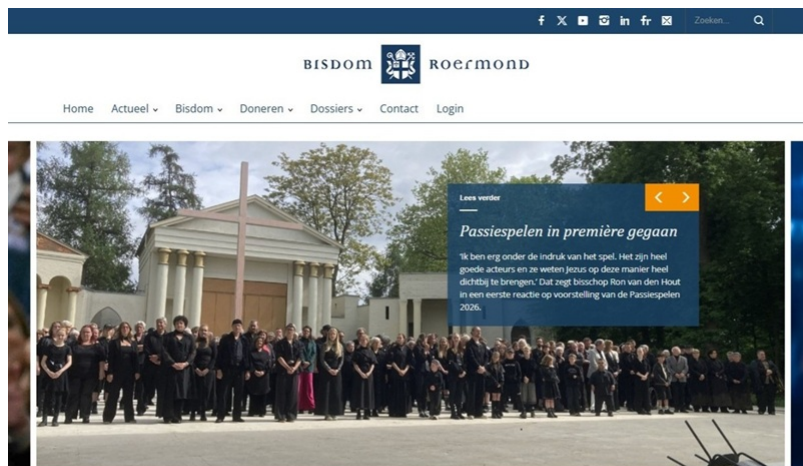 Zoeken...
BISDOM ROERMOND
Home Actueel Bisdom Doneren Dossiers Contact Login
Lees verder
Passiespelen in première gegaan
'Ik ben erg onder de indruk van het spel. Het zijn heel
goede acteurs en ze weten Jezus op deze manier heel
dichtbij te brengen.' Dat zegt bisschop Ron van den Hout
in een eerste reactie op voorstelling van de Passiespelen
2026.